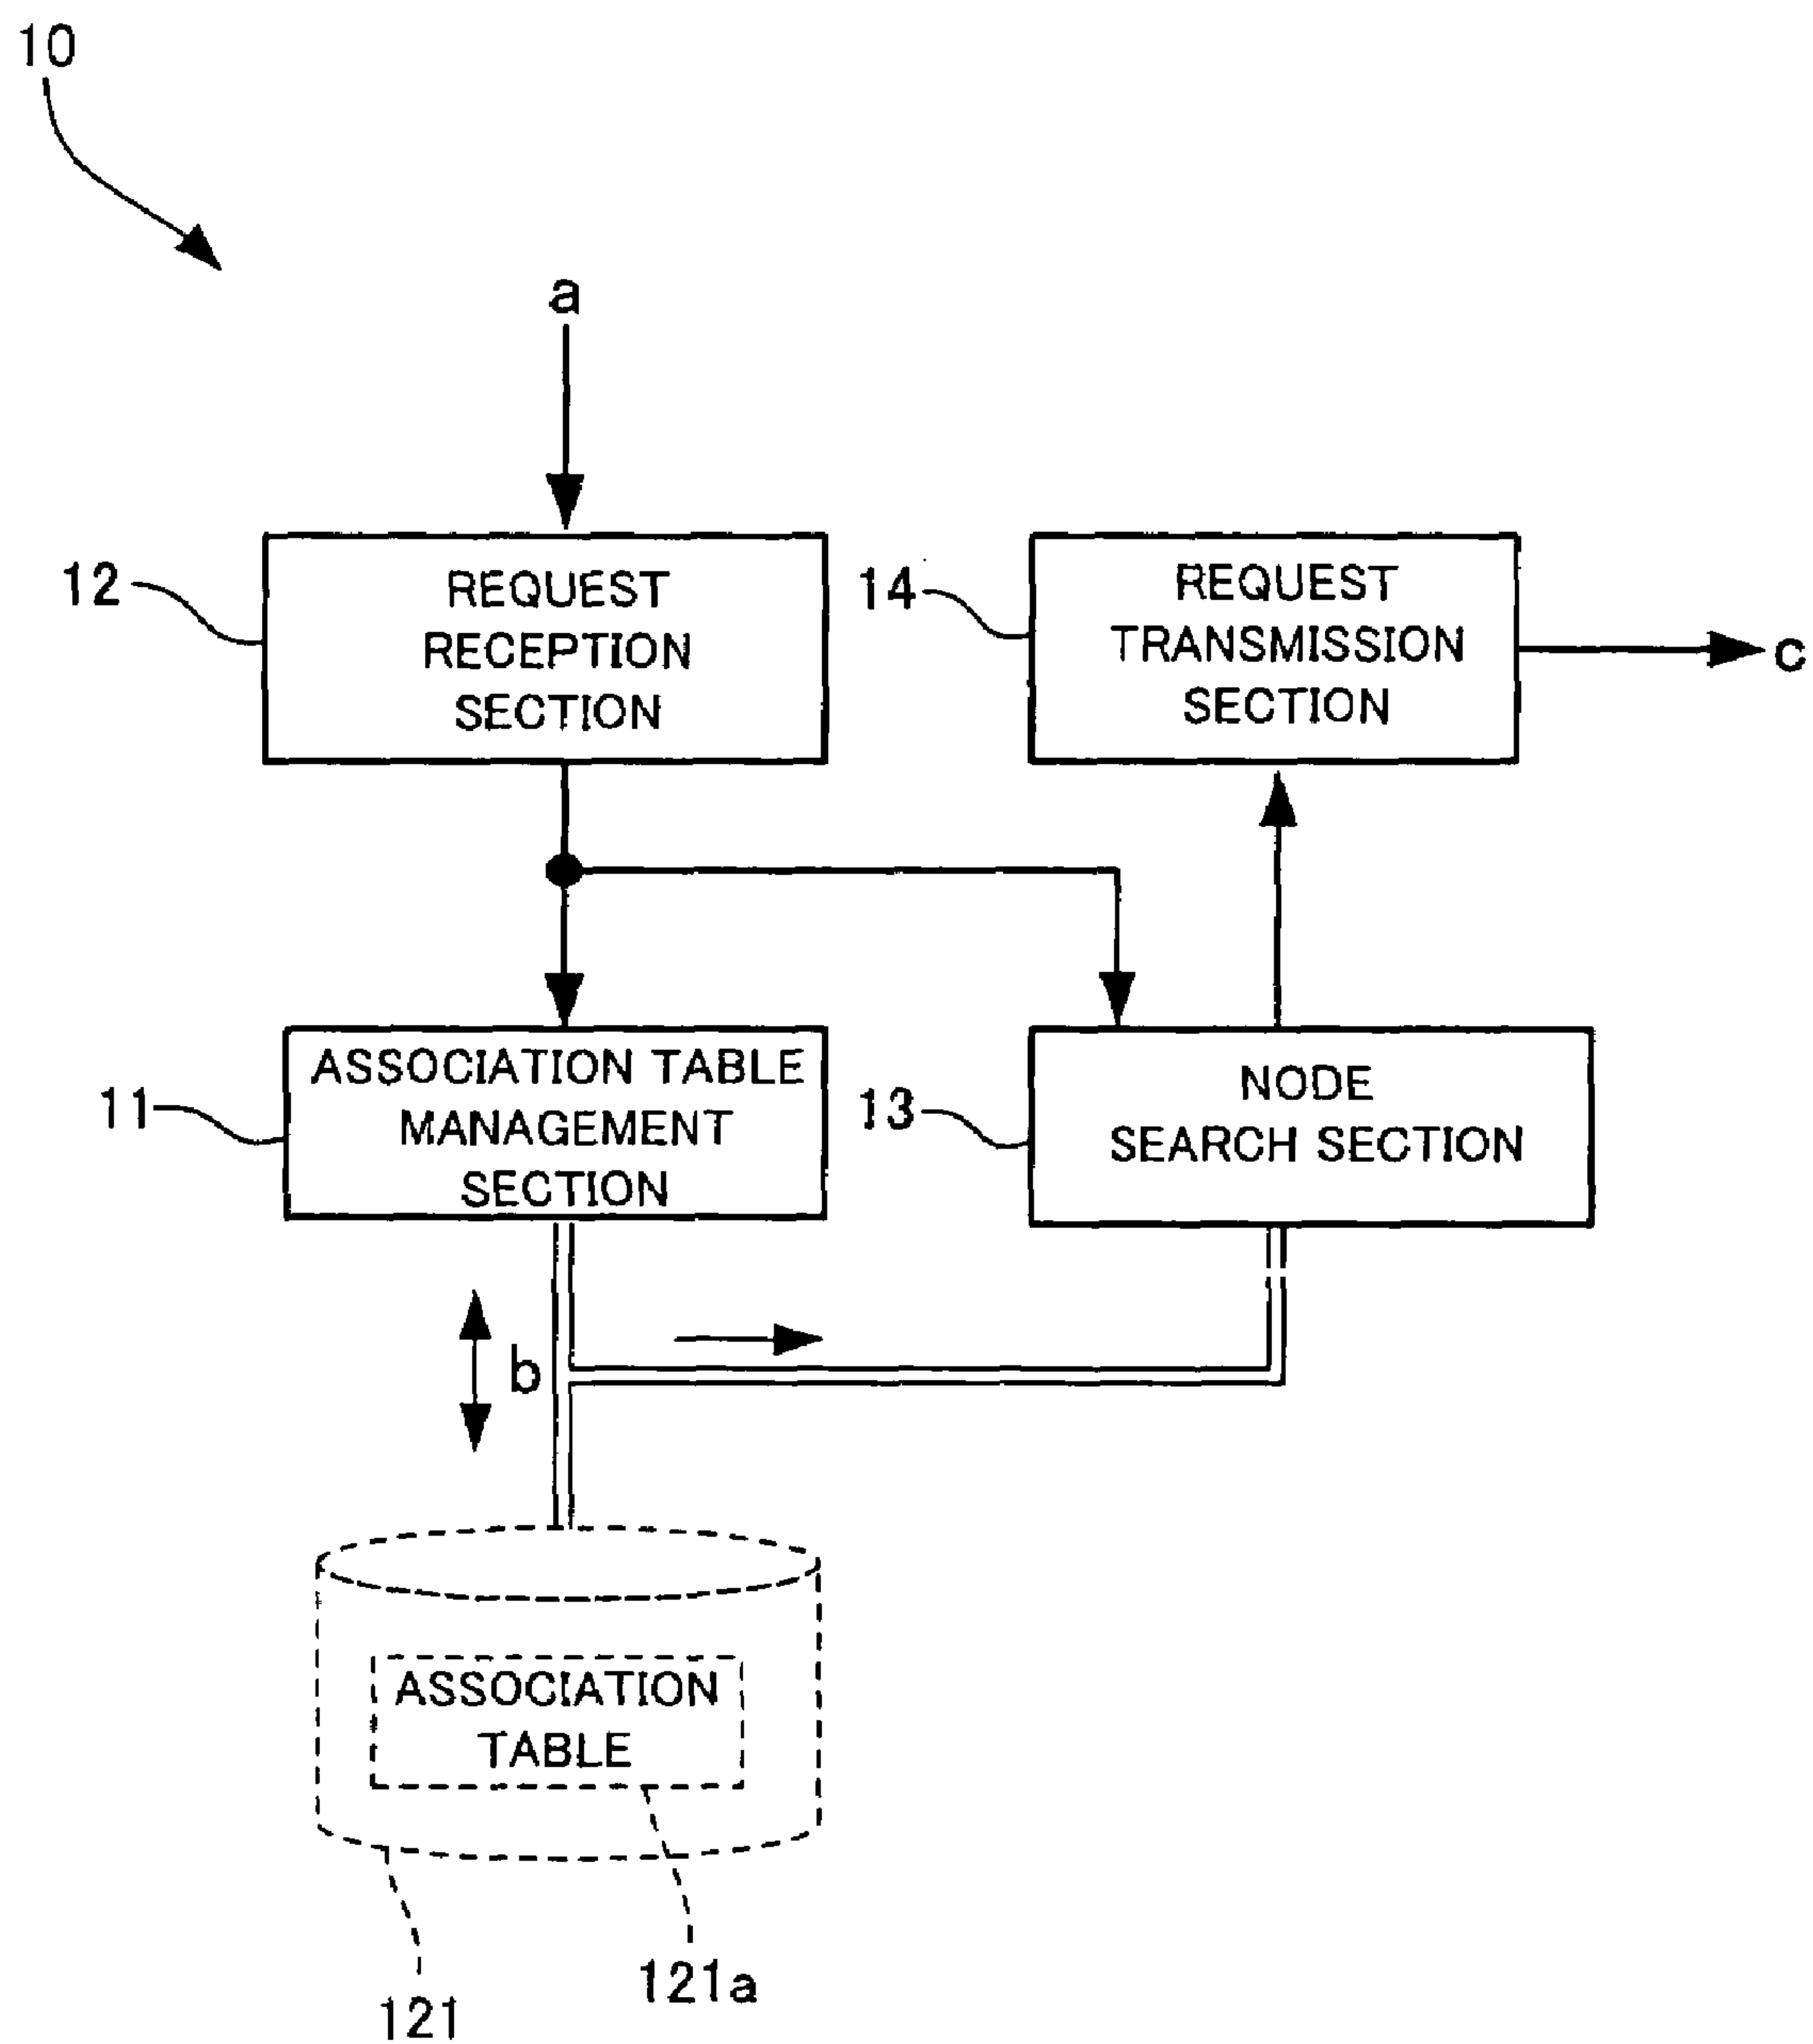 10
a
12
REQUEST
RECEPTION
SECTION
14
REQUEST
TRANSMISSION
SECTION
c
11
ASSOCIATION TABLE
MANAGEMENT
SECTION
13
NODE
SEARCH SECTION
b
ASSOCIATION
TABLE
121a
121